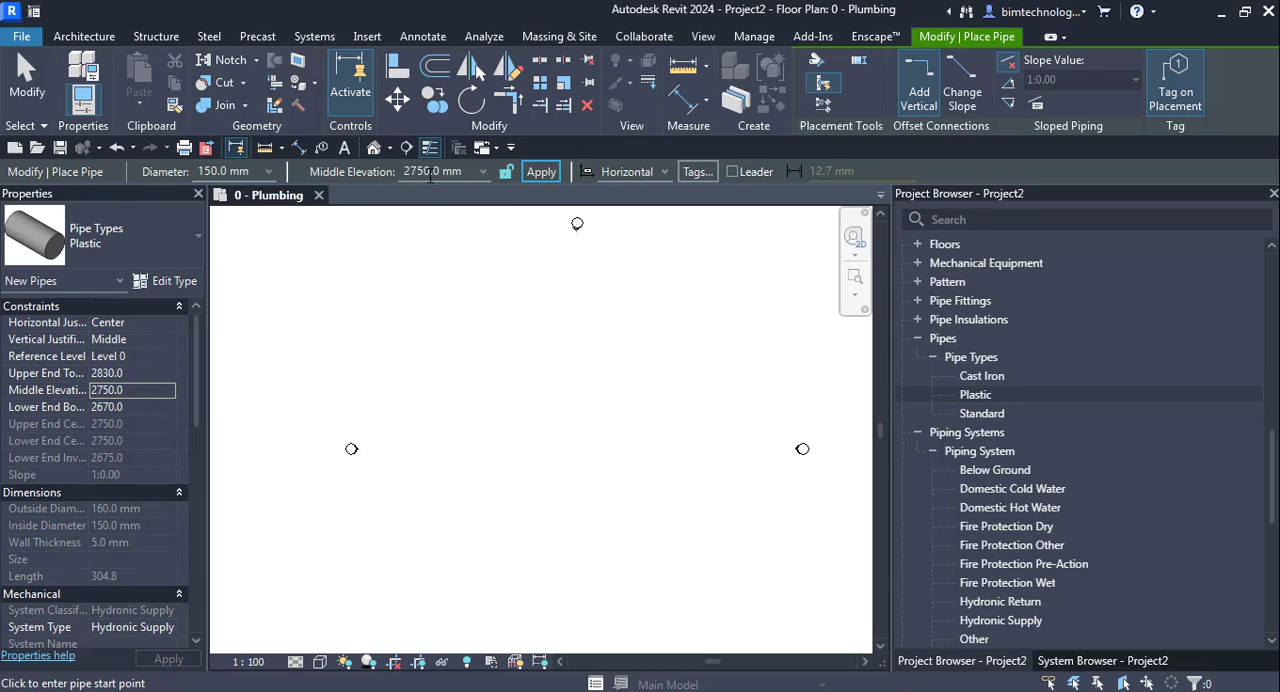 R
Autodesk Revit 2024 - Project2 - Floor Plan: 0 - Plumbing
bimtechnolog...
File Architecture Structure Steel Precast Systems Insert Annotate Analyze Massing & Site Collaborate View Manage Add-Ins Enscape™ Modify | Place Pipe
Modify
Paste
Notch
Cut
Join
Activate
Add Vertical
Change Slope
Slope Value:
1:0.00
Tag on Placement
Select Properties Clipboard Geometry Controls Modify View Measure Create Placement Tools Offset Connections Sloped Piping Tag
Modify | Place Pipe Diameter: 150.0 mm Middle Elevation: 2750.0 mm Apply Horizontal Tags... Leader 12.7 mm
Properties
0 - Plumbing
Project Browser - Project2
Pipe Types
Plastic
New Pipes Edit Type
Constraints
Horizontal Jus... Center
Vertical Justifi... Middle
Reference Level Level 0
Upper End To... 2830.0
Middle Elevati... 2750.0
Lower End Bo... 2670.0
Upper End Ce... 2750.0
Lower End Ce... 2750.0
Lower End Inv... 2675.0
Slope 1:0.00
Dimensions
Outside Diam... 160.0 mm
Inside Diameter 150.0 mm
Wall Thickness 5.0 mm
Size
Length 304.8
Mechanical
System Classif... Hydronic Supply
System Type Hydronic Supply
System Name
Properties help Apply
2D
Search
Floors
Mechanical Equipment
Pattern
Pipe Fittings
Pipe Insulations
Pipes
Pipe Types
Cast Iron
Plastic
Standard
Piping Systems
Piping System
Below Ground
Domestic Cold Water
Domestic Hot Water
Fire Protection Dry
Fire Protection Other
Fire Protection Pre-Action
Fire Protection Wet
Hydronic Return
Hydronic Supply
Other
1 : 100
Project Browser - Project2 System Browser - Project2
Click to enter pipe start point
Main Model
:0